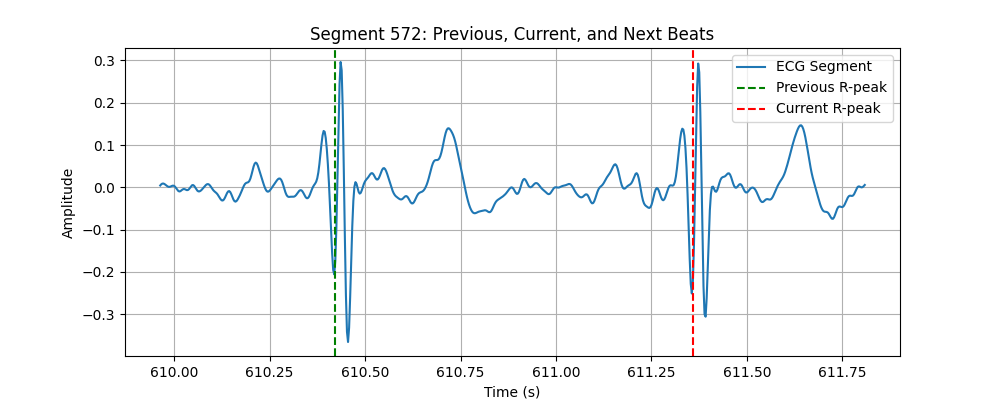 Segment 572: Previous, Current, and Next Beats
ECG Segment
Previous R-peak
Current R-peak
0.3
0.2
0.1
0.0
−0.1
−0.2
−0.3
Amplitude
610.00 610.25 610.50 610.75 611.00 611.25 611.50 611.75
Time (s)